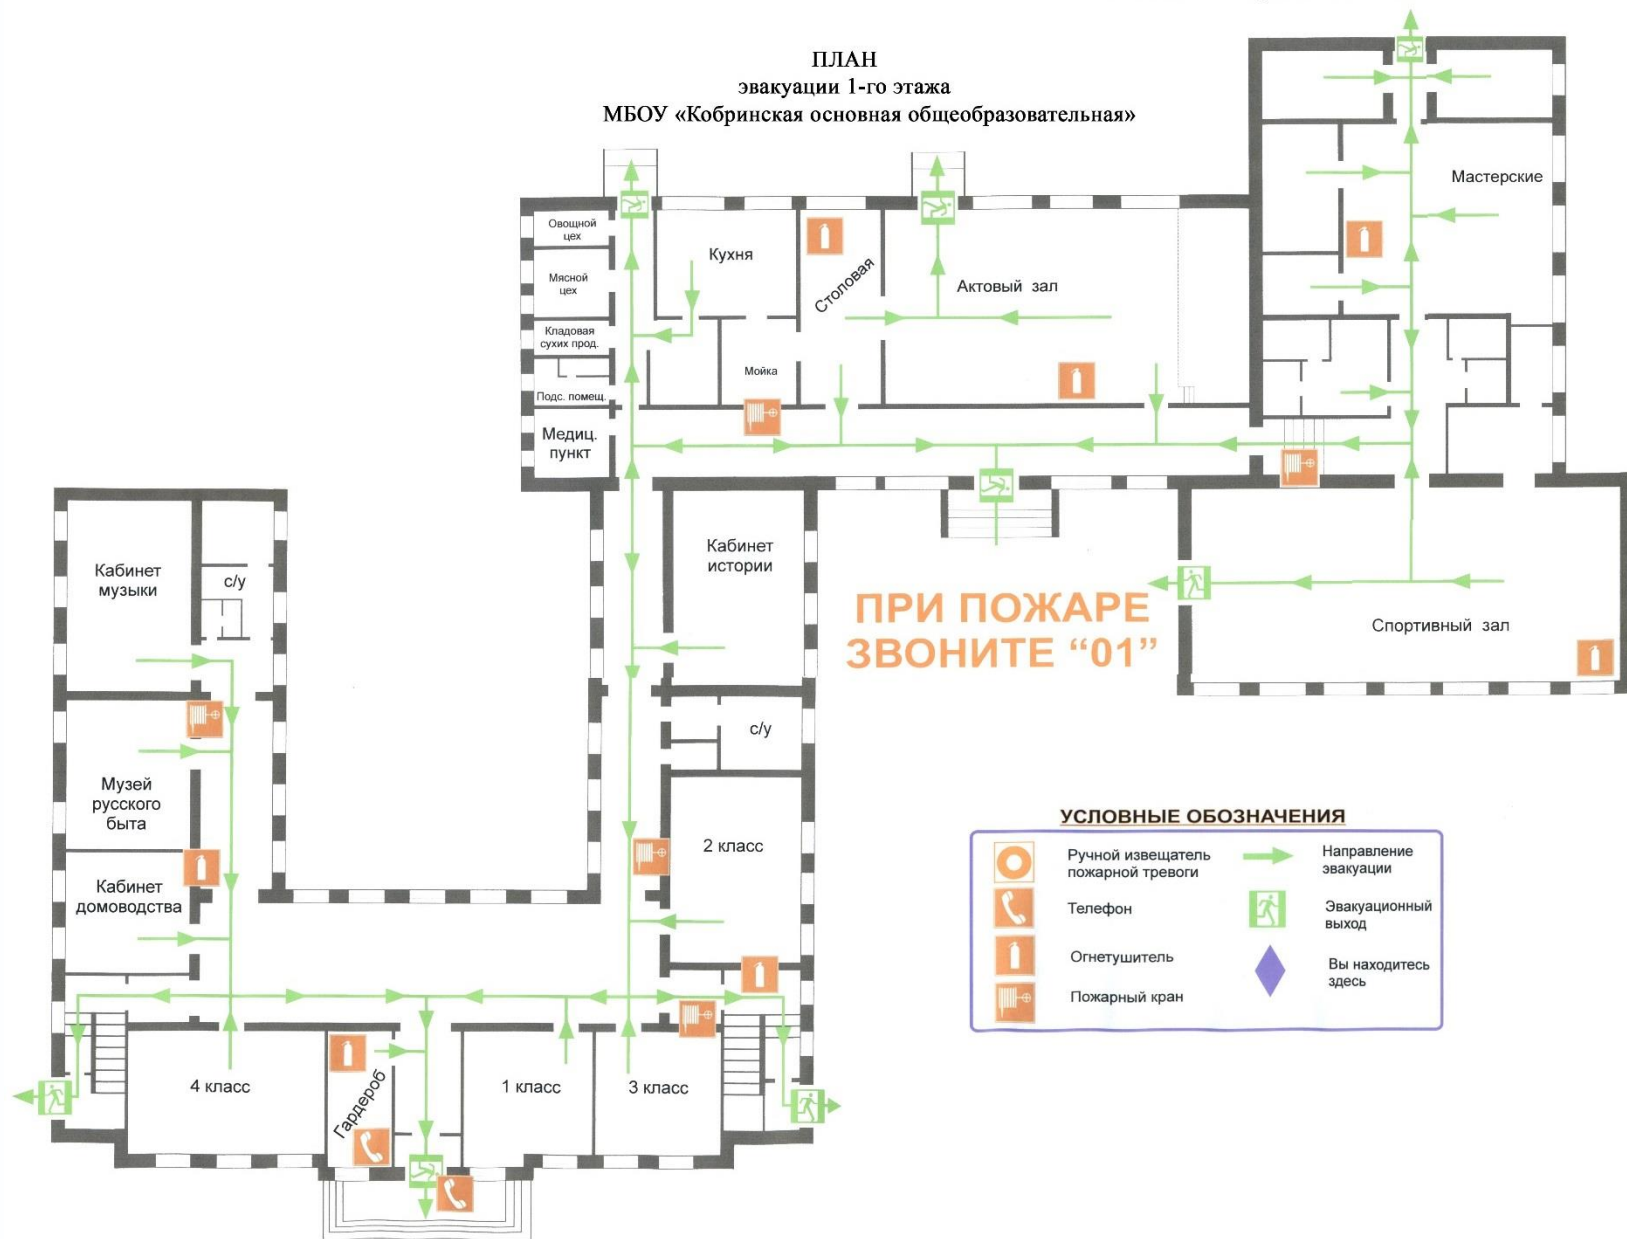 ПЛАН
эвакуации 1-го этажа
МБОУ «Кобринская основная общеобразовательная»
Мастерские
Овощной
цех
Кухня
Столовая
Актовый зал
Мясной
цех
Кладовая
сухих прод.
Мойка
Подс. помещ.
Медиц.
пункт
Кабинет
музыки
с/у
Кабинет
истории
ПРИ ПОЖАРЕ
ЗВОНИТЕ “01”
Спортивный зал
с/у
Музей
русского
быта
2 класс
Кабинет
домоводства
4 класс
Гардероб
1 класс
3 класс
УСЛОВНЫЕ ОБОЗНАЧЕНИЯ
Ручной извещатель
пожарной тревоги
Телефон
Огнетушитель
Пожарный кран
Направление
эвакуации
Эвакуационный
выход
Вы находитесь
здесь